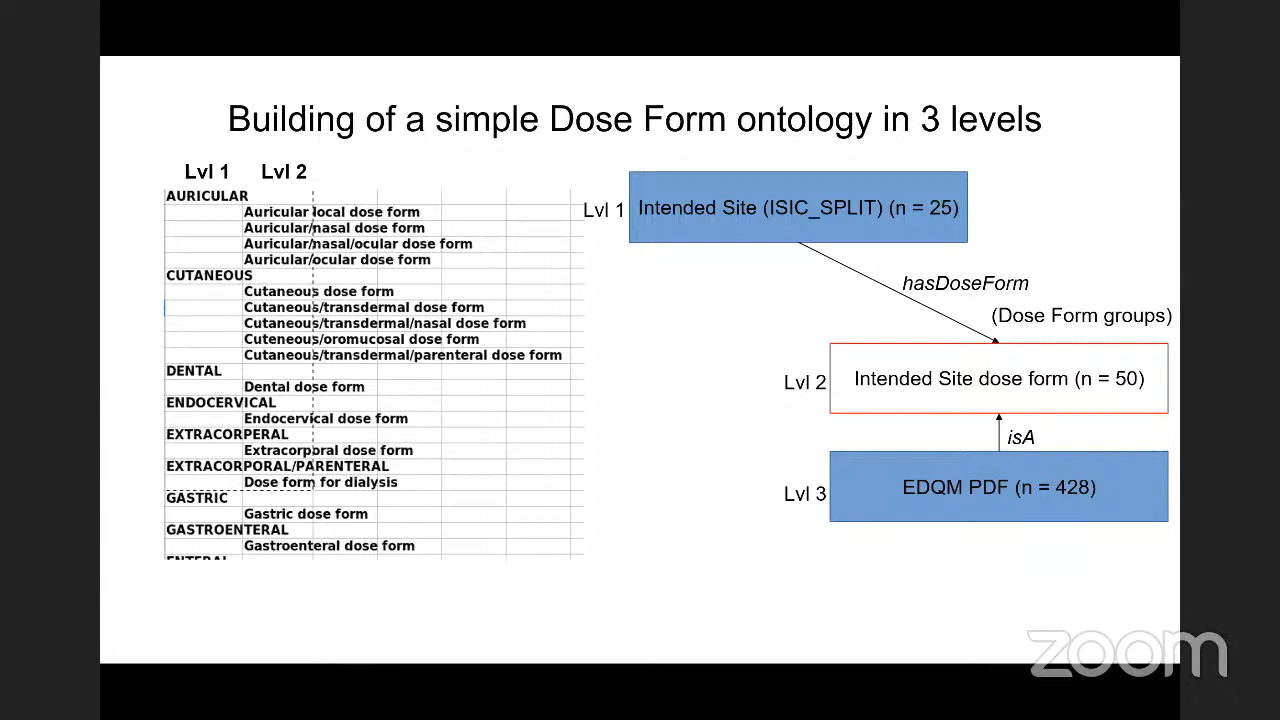 Building of a simple Dose Form ontology in 3 levels
Lvl 1 Lvl 2
AURICULAR
Auricular local dose form
Auricular/nasal dose form
Auricular/nasal/ocular dose form
Auricular/ocular dose form
CUTANEOUS
Cutaneous dose form
Cutaneous/transdermal dose form
Cutaneous/transdermal/nasal dose form
Cuteneous/oromucosal dose form
Cutaneous/transdermal/parenteral dose form
DENTAL
Dental dose form
ENDOCERVICAL
Endocervical dose form
EXTRACORPERAL
Extracorporal dose form
EXTRACORPORAL/PARENTERAL
Dose form for dialysis
GASTRIC
Gastric dose form
GASTROENTERAL
Gastroenteral dose form
ENTERAL
Lvl 1
Intended Site (ISIC_SPLIT) (n = 25)
hasDoseForm
(Dose Form groups)
Lvl 2
Intended Site dose form (n = 50)
isA
Lvl 3
EDQM PDF (n = 428)
zoom